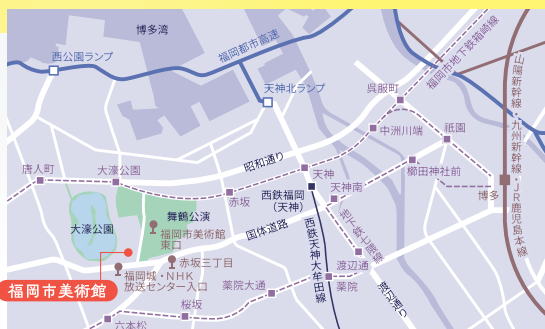 博多湾
西公園ランプ
福岡都市高速
天神北ランプ
呉服町
福岡市地下鉄箱崎線
山陽新幹線・九州新幹線・JR鹿児島本線
中洲川端
祇園
唐人町
大濠公園
昭和通り
天神
櫛田神社前
赤坂
西鉄福岡
(天神)
天神南
博多
大濠公園
舞鶴公演
福岡市美術館
東口
国体道路
地下鉄七隈線
西鉄天神大牟田線
赤坂三丁目
渡辺通
福岡城・NHK
放送センター入口
福岡市美術館
薬院大通
薬院
渡辺通り
桜坂
六本松